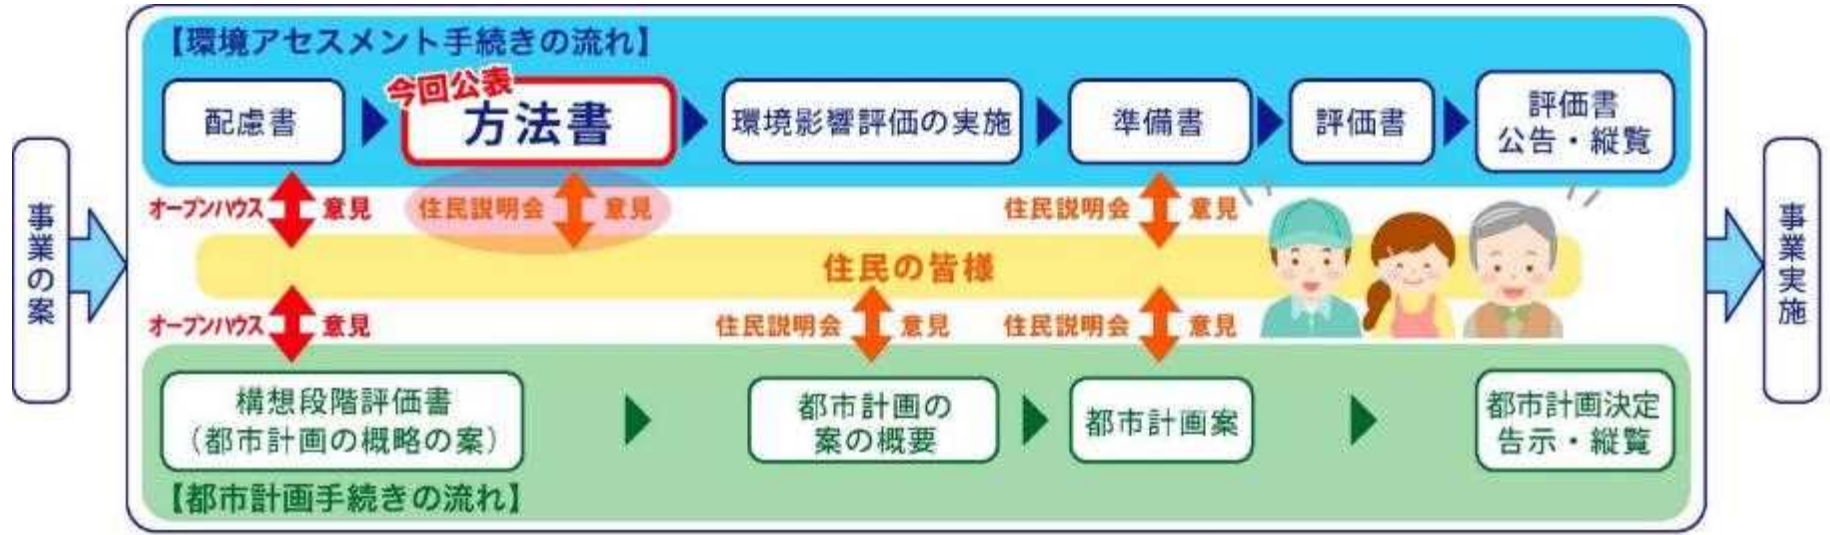 【環境アセスメント手続きの流れ】
今回公表
配慮書
方法書
環境影響評価の実施
準備書
評価書
評価書
公告・縦覧
事業の案
オープンハウス
意見
住民説明会
意見
住民説明会
意見
住民の皆様
事業実施
オープンハウス
意見
住民説明会
意見
住民説明会
意見
構想段階評価書
（都市計画の概略の案）
都市計画の
案の概要
都市計画案
都市計画決定
告示・縦覧
【都市計画手続きの流れ】